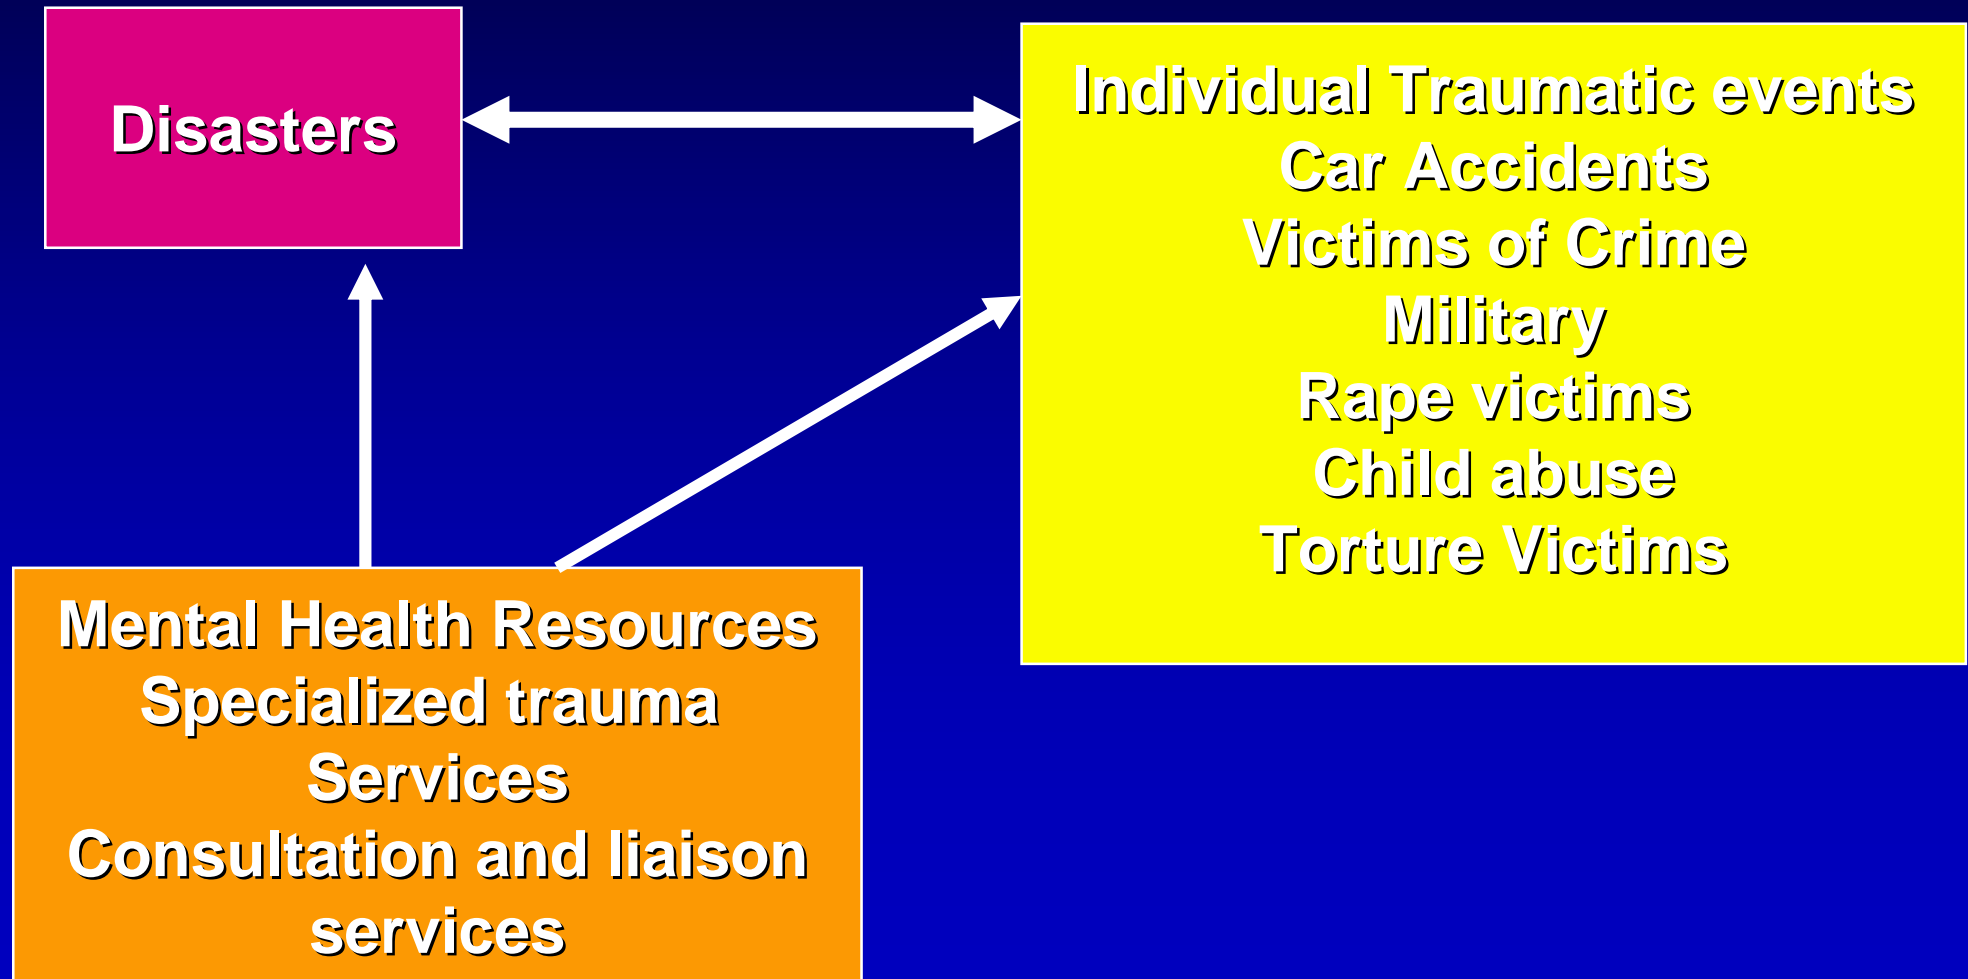 Disasters
Individual Traumatic events
Car Accidents
Victims of Crime
Military
Rape victims
Child abuse
Torture Victims
Mental Health Resources
Specialized trauma
Services
Consultation and liaison
services